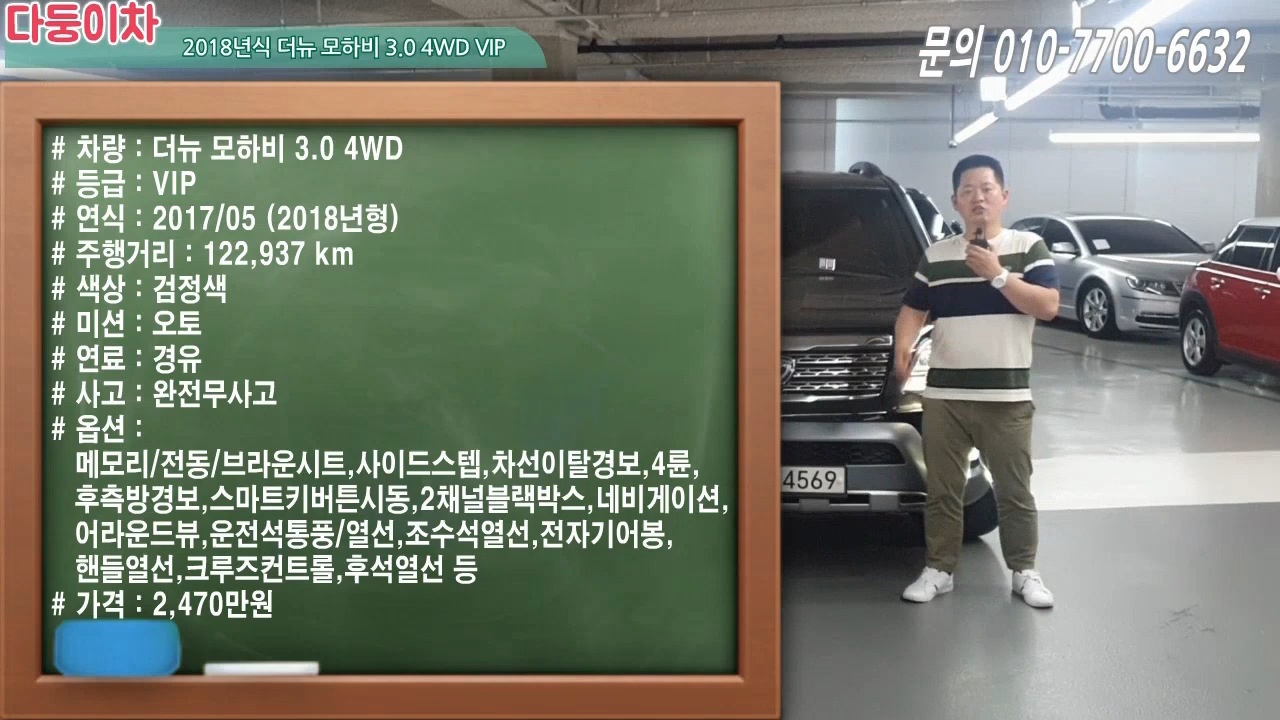 다둥이차
2018년식 더뉴 모하비 3.0 4WD VIP
문의 010-7700-6632
# 차량 : 더뉴 모하비 3.0 4WD
# 등급 : VIP
# 연식 : 2017/05 (2018년형)
# 주행거리 : 122,937 km
# 색상 : 검정색
# 미션 : 오토
# 연료 : 경유
# 사고 : 완전무사고
# 옵션 :
메모리/전동/브라운시트,사이드스텝,차선이탈경보,4륜,
후측방경보,스마트키버튼시동,2채널블랙박스,네비게이션,
어라운드뷰,운전석통풍/열선,조수석열선,전자기어봉,
핸들열선,크루즈컨트롤,후석열선 등
# 가격 : 2,470만원
4569